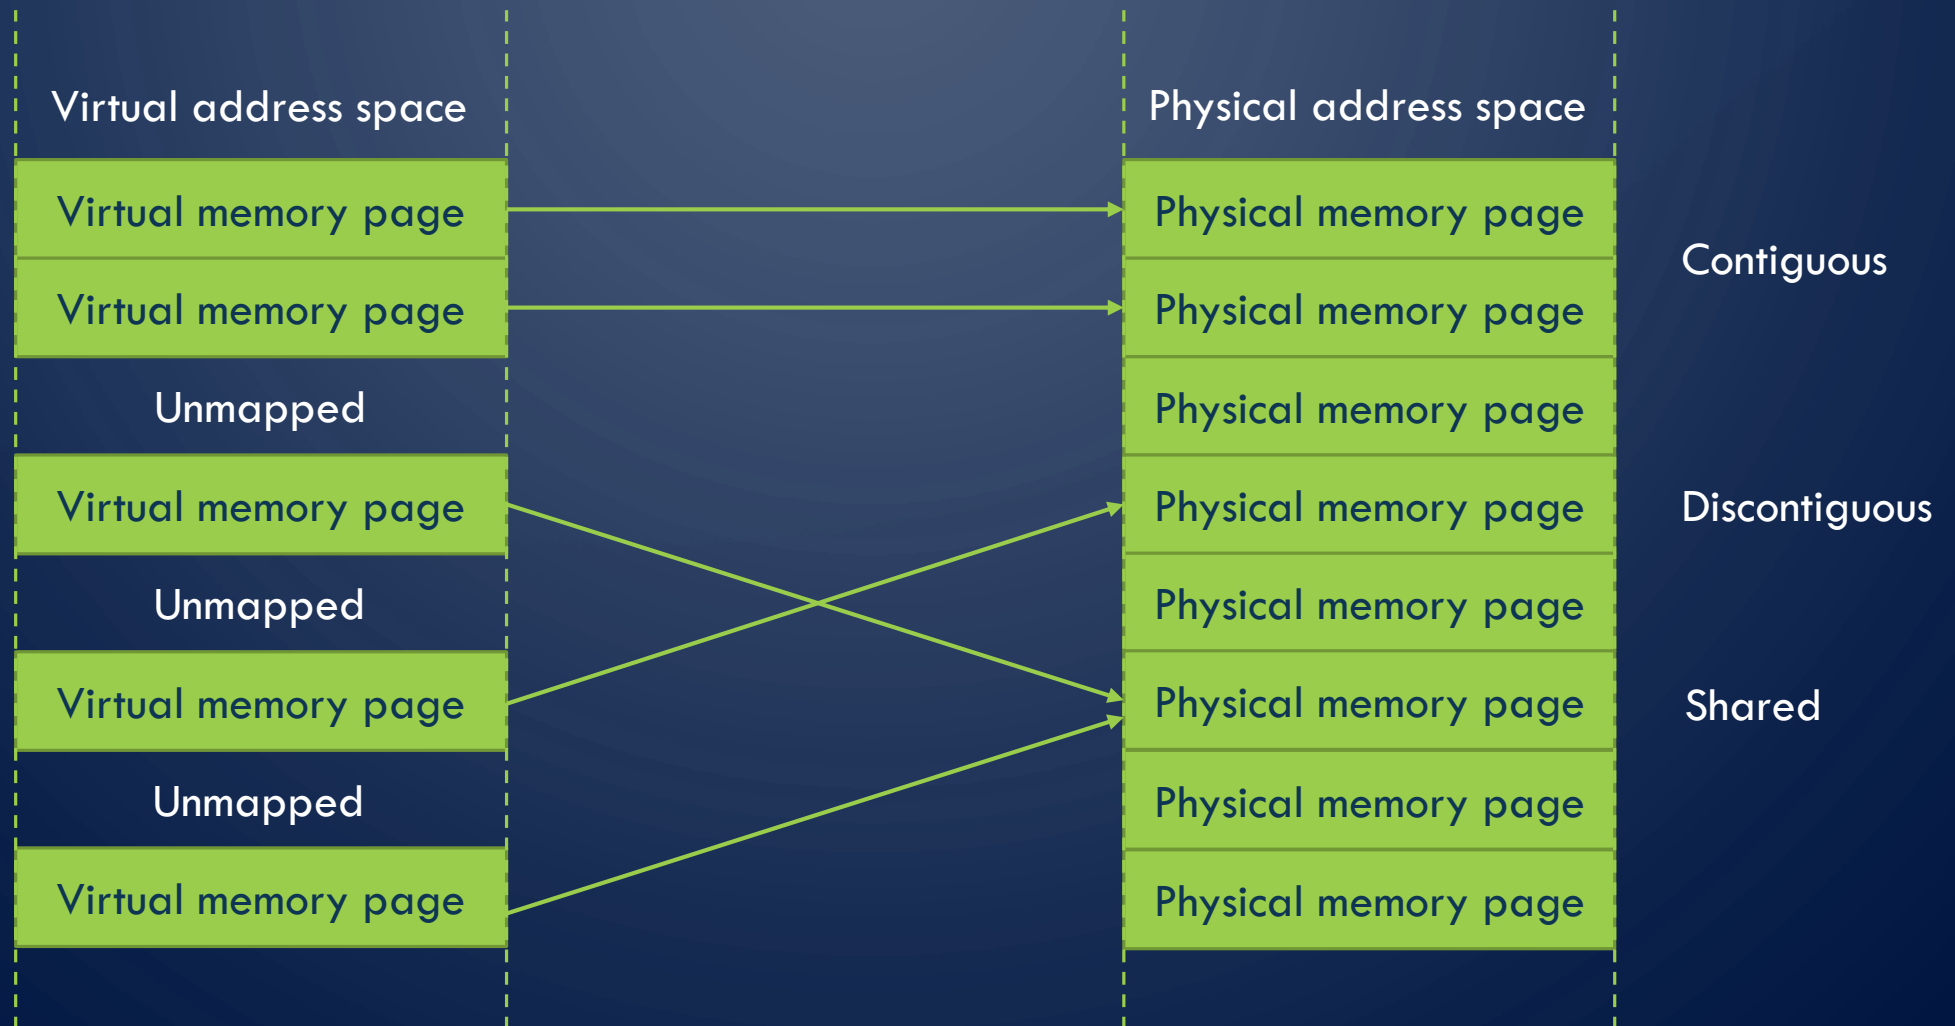 Virtual address space
Physical address space
Virtual memory page
Physical memory page
Contiguous
Virtual memory page
Physical memory page
Unmapped
Physical memory page
Virtual memory page
Physical memory page
Discontiguous
Unmapped
Physical memory page
Virtual memory page
Physical memory page
Shared
Unmapped
Physical memory page
Virtual memory page
Physical memory page